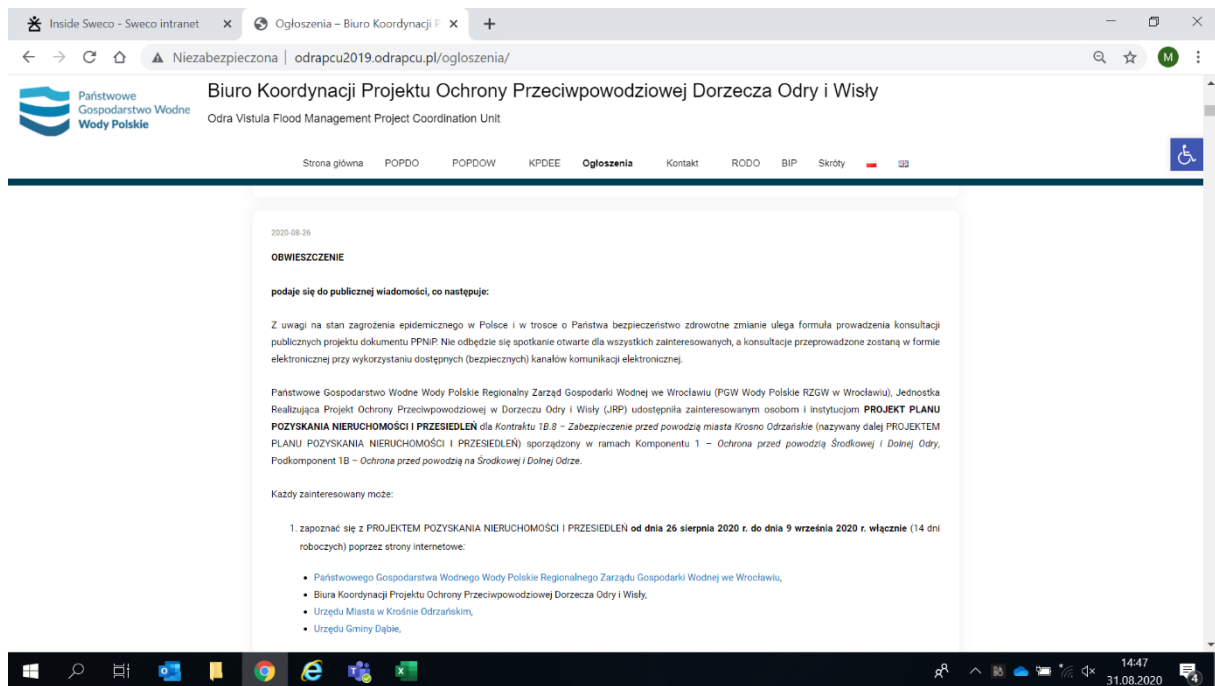 Inside Sweco - Sweco intranet
Ogłoszenia – Biuro Koordynacji P
Niezabezpieczona | odrapcu2019.odrapcu.pl/ogloszenia/
M
Państwowe
Gospodarstwo Wodne
Wody Polskie
Biuro Koordynacji Projektu Ochrony Przeciwpowodziowej Dorzecza Odry i Wisły
Odra Vistula Flood Management Project Coordination Unit
Strona główna POPDO POPDOW KPDEE Ogłoszenia Kontakt RODO BIP Skróty
2020-08-26
OBWIESZCZENIE
podaje się do publicznej wiadomości, co następuje:
Z uwagi na stan zagrożenia epidemicznego w Polsce i w trosce o Państwa bezpieczeństwo zdrowotne zmianie ulega formuła prowadzenia konsultacji
publicznych projektu dokumentu PPNiP. Nie odbędzie się spotkanie otwarte dla wszystkich zainteresowanych, a konsultacje przeprowadzone zostaną w formie
elektronicznej przy wykorzystaniu dostępnych (bezpiecznych) kanałów komunikacji elektronicznej.
Państwowe Gospodarstwo Wodne Wody Polskie Regionalny Zarząd Gospodarki Wodnej we Wrocławiu (PGW Wody Polskie RZGW w Wrocławiu), Jednostka
Realizująca Projekt Ochrony Przeciwpowodziowej w Dorzeczu Odry i Wisły (JRP) udostępniła zainteresowanym osobom i instytucjom PROJEKT PLANU
POZYSKANIA NIERUCHOMOŚCI I PRZESIEDLEŃ dla Kontraktu 1B.8 – Zabezpieczenie przed powodzią miasta Krosno Odrzańskie (nazywany dalej PROJEKTEM
PLANU POZYSKANIA NIERUCHOMOŚCI I PRZESIEDLEŃ) sporządzony w ramach Komponentu 1 – Ochrona przed powodzią Środkowej i Dolnej Odry,
Podkomponent 1B – Ochrona przed powodzią na Środkowej i Dolnej Odrze.
Każdy zainteresowany może:
1. zapoznać się z PROJEKTEM POZYSKANIA NIERUCHOMOŚCI I PRZESIEDLEŃ od dnia 26 sierpnia 2020 r. do dnia 9 września 2020 r. włącznie (14 dni
roboczych) poprzez strony internetowe:
• Państwowego Gospodarstwa Wodnego Wody Polskie Regionalnego Zarządu Gospodarki Wodnej we Wrocławiu,
• Biura Koordynacji Projektu Ochrony Przeciwpowodziowej Dorzecza Odry i Wisły,
• Urzędu Miasta w Krośnie Odrzańskim,
• Urzędu Gminy Dąbie,
14:47
31.08.2020
4